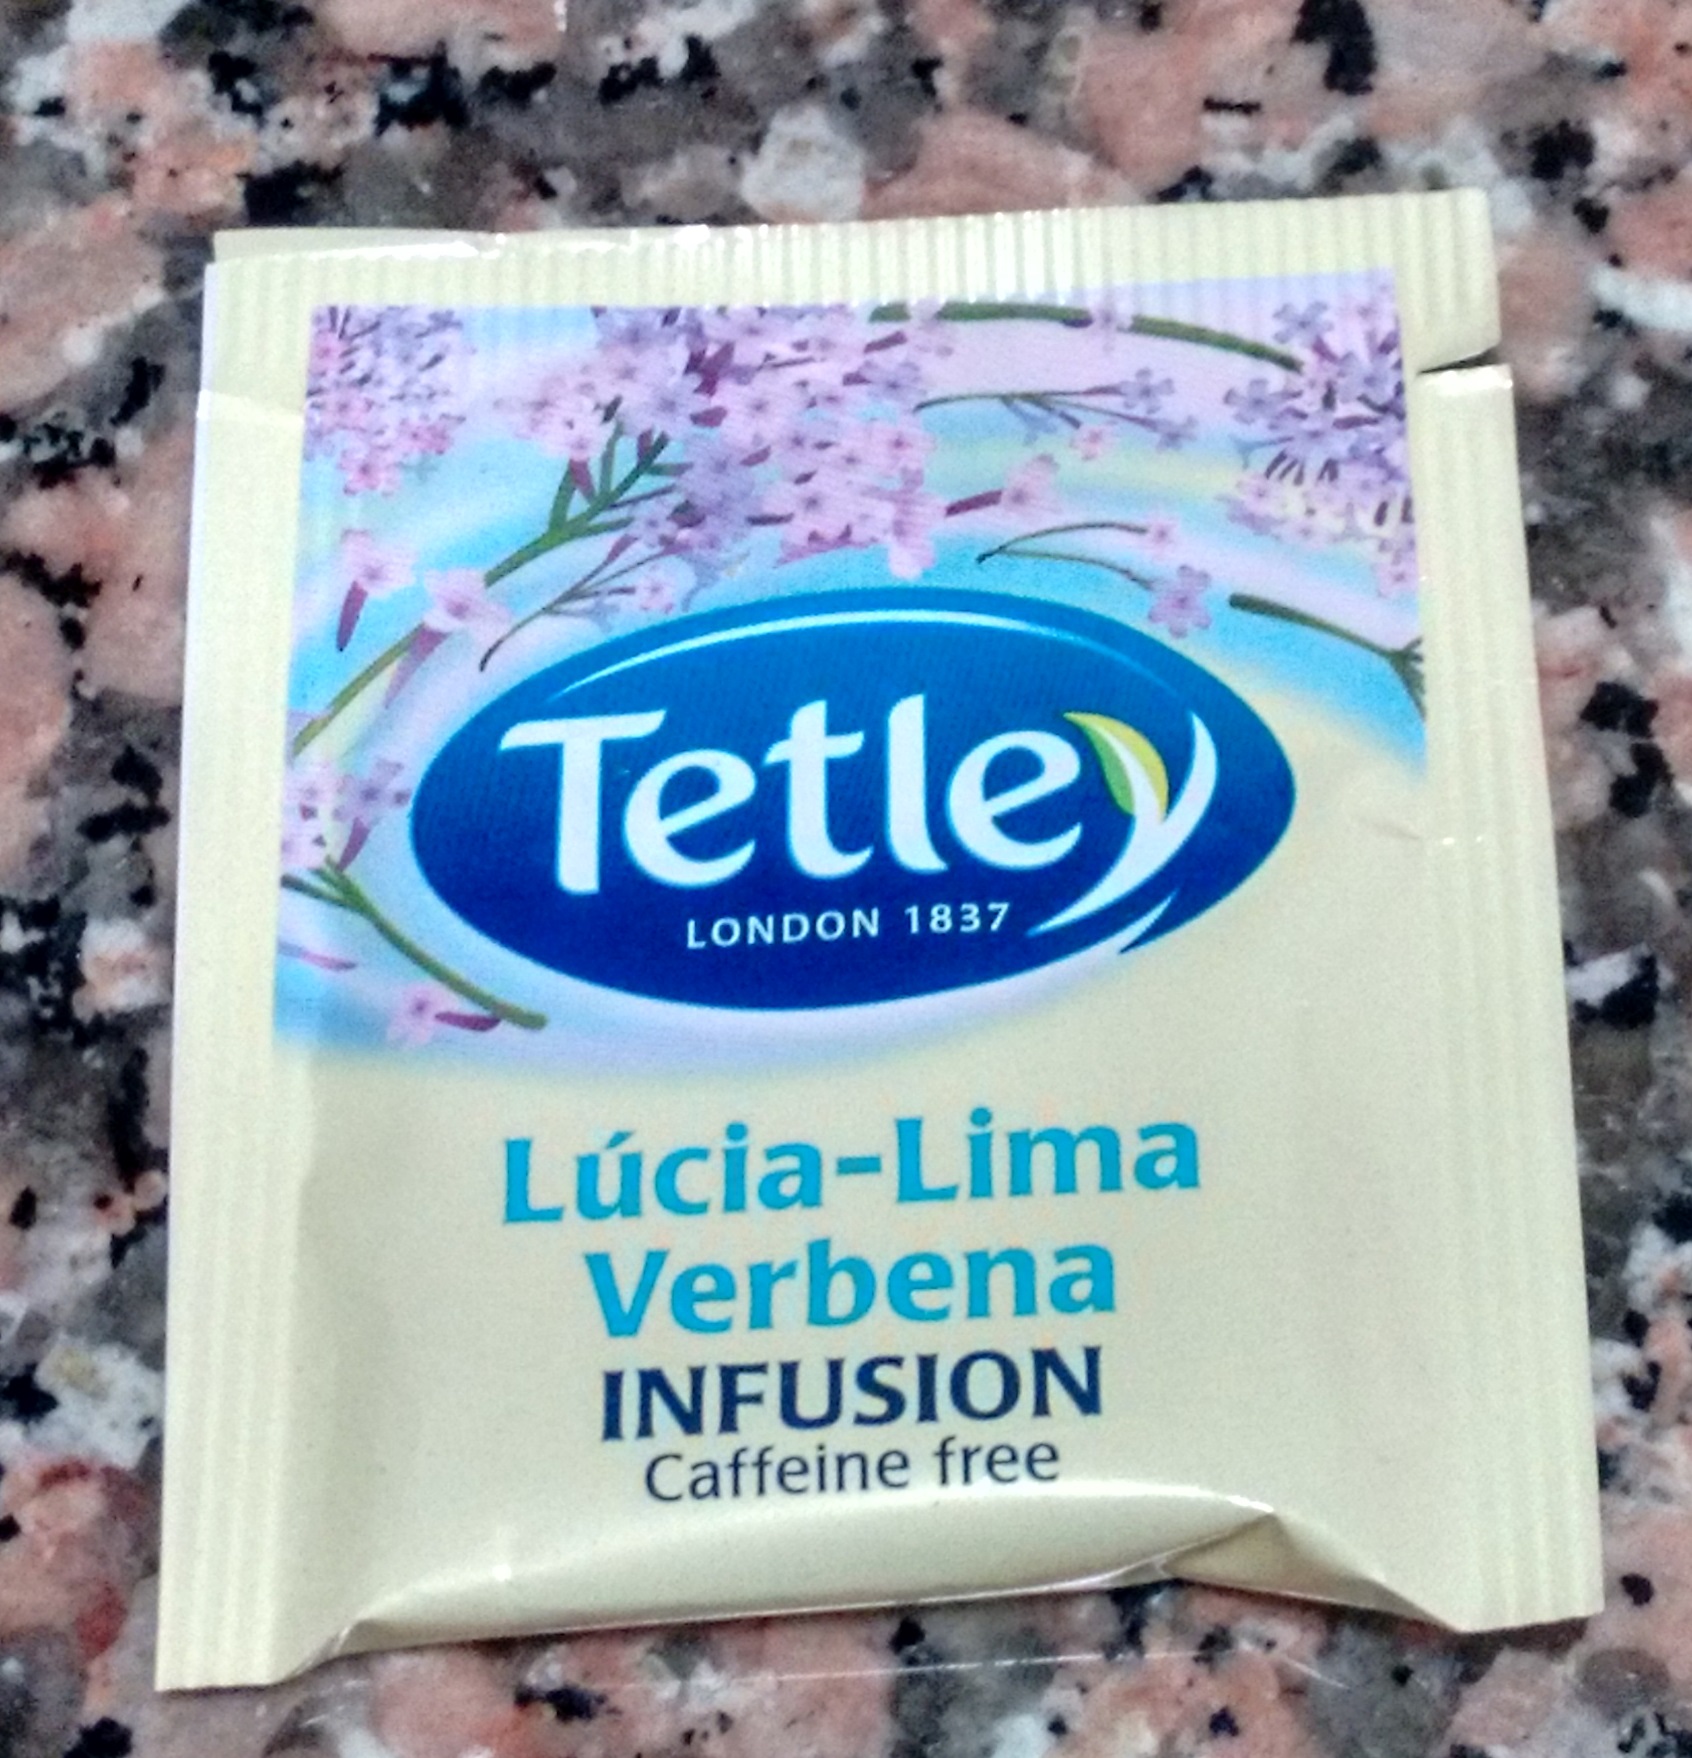 Tetley
LONDON 1837
Lúcia-Lima
Verbena
INFUSION
Caffeine free